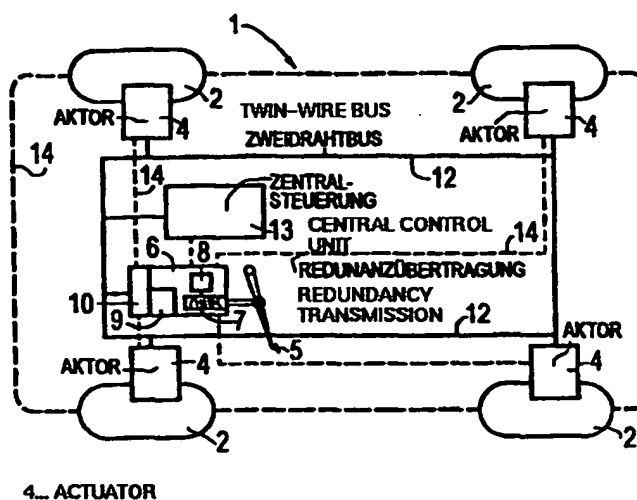 1
2
2
AKTOR
4
TWIN-WIRE BUS
AKTOR
4
ZWEIDRAHTBUS
14
14
12
ZENTRAL-
STEUERUNG
13
CENTRAL CONTROL
UNIT
14
6
8
REDUNANZÜBERTRAGUNG
REDUNDANCY
TRANSMISSION
10
9
7
12
AKTOR
5
AKTOR
4
4
2
2
4... ACTUATOR